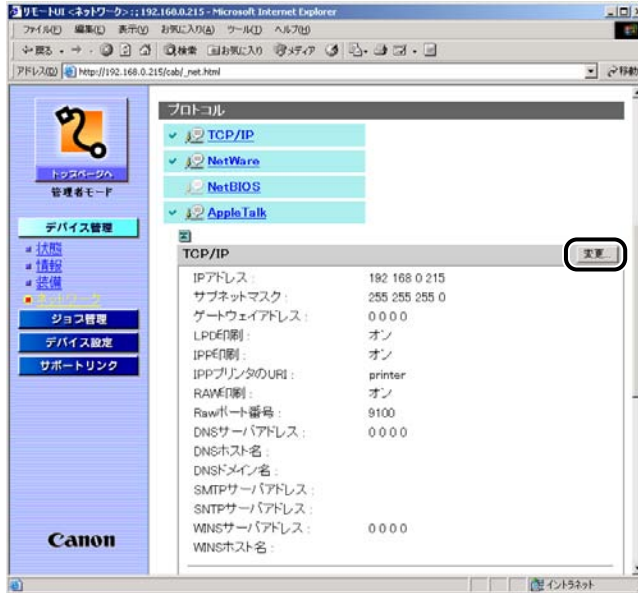 リモートUI <ネットワーク> : ; 192.168.0.215 - Microsoft Internet Explorer
ファイル(F) 編集(E) 表示(V) お気に入り(A) ツール(T) ヘルプ(H)
戻る 検索 お気に入り メディア
アドレス(D) http://192.168.0.215/cab/_net.html 移動
トップページへ
管理者モード
デバイス管理
状態
情報
装備
ネットワーク
ジョブ管理
デバイス設定
サポートリンク
Canon
プロトコル
TCP/IP
NetWare
NetBIOS
AppleTalk
TCP/IP 変更...
IPアドレス : 192 168 0 215
サブネットマスク : 255 255 255 0
ゲートウェイアドレス : 0 0 0 0
LPD印刷 : オン
IPP印刷 : オン
IPPプリンタのURI : printer
RAW印刷 : オン
Rawポート番号 : 9100
DNSサーバアドレス : 0 0 0 0
DNSホスト名 :
DNSドメイン名 :
SMTPサーバアドレス :
SNTPサーバアドレス :
WINSサーバアドレス : 0 0 0 0
WINSホスト名 :
イントラネット